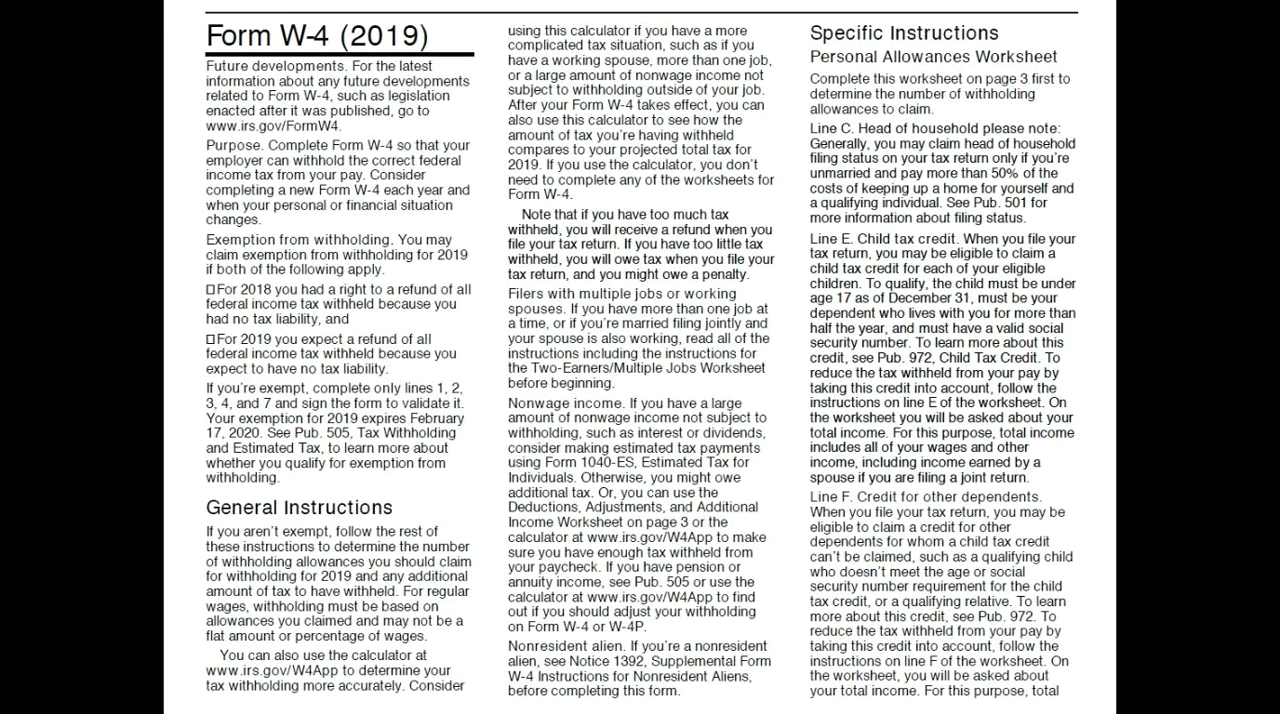 Form W-4 (2019)
Future developments. For the latest
information about any future developments
related to Form W-4, such as legislation
enacted after it was published, go to
www.irs.gov/FormW4.
Purpose. Complete Form W-4 so that your
employer can withhold the correct federal
income tax from your pay. Consider
completing a new Form W-4 each year and
when your personal or financial situation
changes.
Exemption from withholding. You may
claim exemption from withholding for 2019
if both of the following apply.
□For 2018 you had a right to a refund of all
federal income tax withheld because you
had no tax liability, and
□For 2019 you expect a refund of all
federal income tax withheld because you
expect to have no tax liability.
If you're exempt, complete only lines 1, 2,
3, 4, and 7 and sign the form to validate it.
Your exemption for 2019 expires February
17, 2020. See Pub. 505, Tax Withholding
and Estimated Tax, to learn more about
whether you qualify for exemption from
withholding.
General Instructions
If you aren't exempt, follow the rest of
these instructions to determine the number
of withholding allowances you should claim
for withholding for 2019 and any additional
amount of tax to have withheld. For regular
wages, withholding must be based on
allowances you claimed and may not be a
flat amount or percentage of wages.
You can also use the calculator at
www.irs.gov/W4App to determine your
tax withholding more accurately. Consider
using this calculator if you have a more
complicated tax situation, such as if you
have a working spouse, more than one job,
or a large amount of nonwage income not
subject to withholding outside of your job.
After your Form W-4 takes effect, you can
also use this calculator to see how the
amount of tax you're having withheld
compares to your projected total tax for
2019. If you use the calculator, you don't
need to complete any of the worksheets for
Form W-4.
Note that if you have too much tax
withheld, you will receive a refund when you
file your tax return. If you have too little tax
withheld, you will owe tax when you file your
tax return, and you might owe a penalty.
Filers with multiple jobs or working
spouses. If you have more than one job at
a time, or if you're married filing jointly and
your spouse is also working, read all of the
instructions including the instructions for
the Two-Earners/Multiple Jobs Worksheet
before beginning.
Nonwage income. If you have a large
amount of nonwage income not subject to
withholding, such as interest or dividends,
consider making estimated tax payments
using Form 1040-ES, Estimated Tax for
Individuals. Otherwise, you might owe
additional tax. Or, you can use the
Deductions, Adjustments, and Additional
Income Worksheet on page 3 or the
calculator at www.irs.gov/W4App to make
sure you have enough tax withheld from
your paycheck. If you have pension or
annuity income, see Pub. 505 or use the
calculator at www.irs.gov/W4App to find
out if you should adjust your withholding
on Form W-4 or W-4P.
Nonresident alien. If you're a nonresident
alien, see Notice 1392, Supplemental Form
W-4 Instructions for Nonresident Aliens,
before completing this form.
Specific Instructions
Personal Allowances Worksheet
Complete this worksheet on page 3 first to
determine the number of withholding
allowances to claim.
Line C. Head of household please note:
Generally, you may claim head of household
filing status on your tax return only if you're
unmarried and pay more than 50% of the
costs of keeping up a home for yourself and
a qualifying individual. See Pub. 501 for
more information about filing status.
Line E. Child tax credit. When you file your
tax return, you may be eligible to claim a
child tax credit for each of your eligible
children. To qualify, the child must be under
age 17 as of December 31, must be your
dependent who lives with you for more than
half the year, and must have a valid social
security number. To learn more about this
credit, see Pub. 972, Child Tax Credit. To
reduce the tax withheld from your pay by
taking this credit into account, follow the
instructions on line E of the worksheet. On
the worksheet you will be asked about your
total income. For this purpose, total income
includes all of your wages and other
income, including income earned by a
spouse if you are filing a joint return.
Line F. Credit for other dependents.
When you file your tax return, you may be
eligible to claim a credit for other
dependents for whom a child tax credit
can't be claimed, such as a qualifying child
who doesn't meet the age or social
security number requirement for the child
tax credit, or a qualifying relative. To learn
more about this credit, see Pub. 972. To
reduce the tax withheld from your pay by
taking this credit into account, follow the
instructions on line F of the worksheet. On
the worksheet, you will be asked about
your total income. For this purpose, total